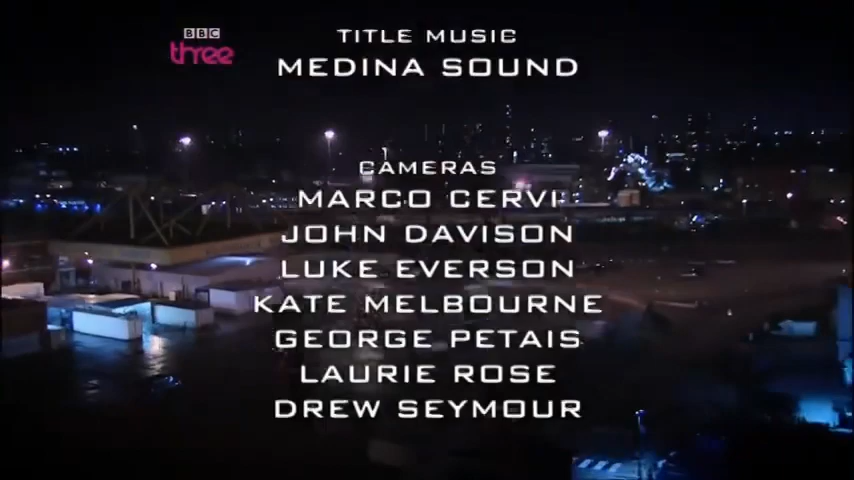 BBC
three
TITLE MUSIC
MEDINA SOUND
CAMERAS
MARCO CERVI
JOHN DAVISON
LUKE EVERSON
KATE MELBOURNE
GEORGE PETAIS
LAURIE ROSE
DREW SEYMOUR